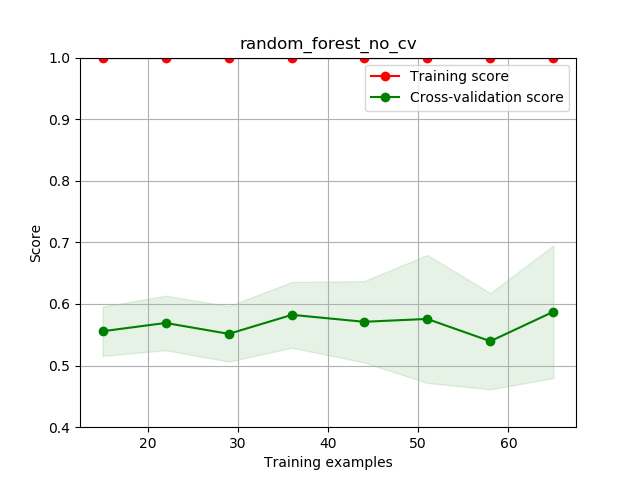 random_forest_no_cv
1.0
0.9
0.8
0.7
0.6
0.5
0.4
Score
Training score
Cross-validation score
20
30
40
50
60
Training examples